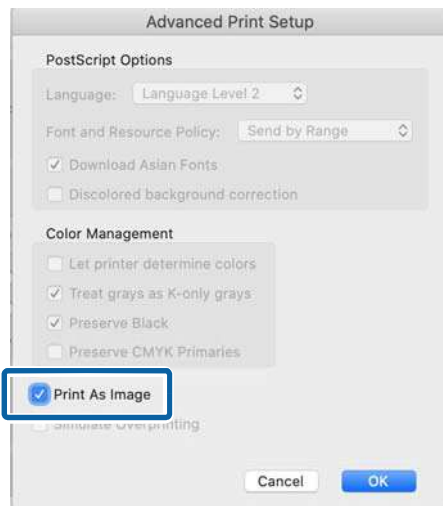 Advanced Print Setup
PostScript Options
Language: Language Level 2
Font and Resource Policy: Send by Range
Download Asian Fonts
Discolored background correction
Color Management
Let printer determine colors
Treat grays as K-only grays
Preserve Black
Preserve CMYK Primaries
Print As Image
Simulate Overprinting
Cancel OK